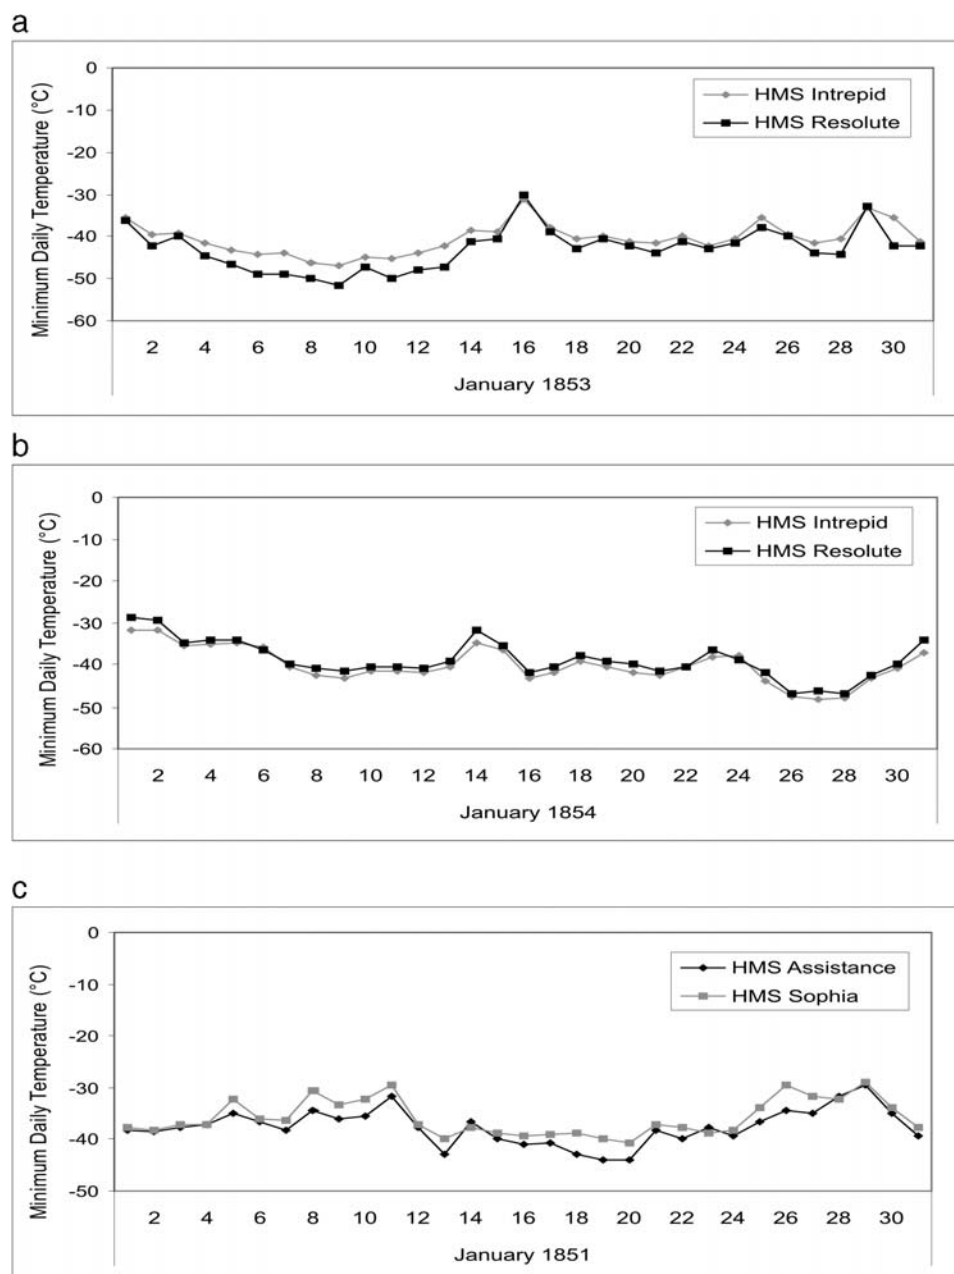 a
Minimum Daily Temperature (°C)
0
-10
-20
-30
-40
-50
-60
HMS Intrepid
HMS Resolute
2 4 6 8 10 12 14 16 18 20 22 24 26 28 30
January 1853
b
Minimum Daily Temperature (°C)
0
-10
-20
-30
-40
-50
-60
HMS Intrepid
HMS Resolute
2 4 6 8 10 12 14 16 18 20 22 24 26 28 30
January 1854
c
Minimum Daily Temperature (°C)
0
-10
-20
-30
-40
-50
HMS Assistance
HMS Sophia
2 4 6 8 10 12 14 16 18 20 22 24 26 28 30
January 1851